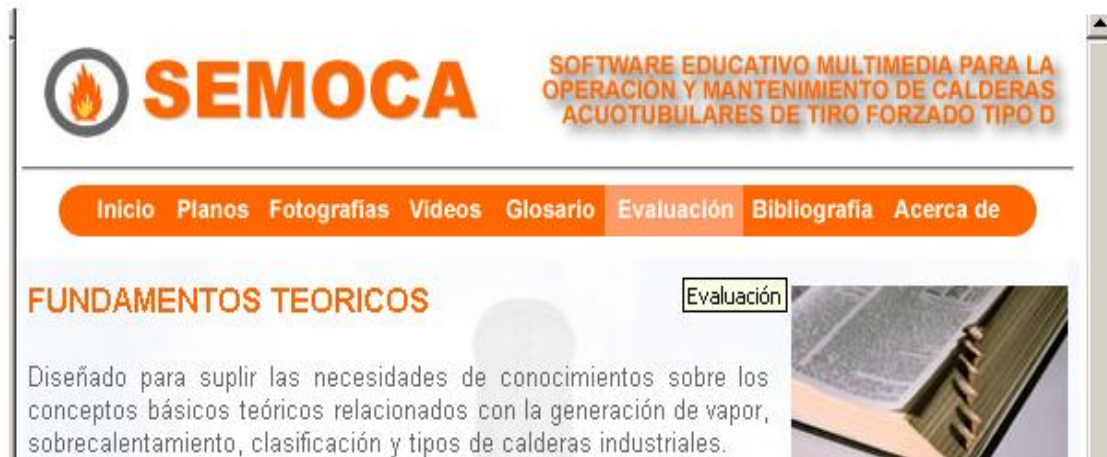 SEMOCA
SOFTWARE EDUCATIVO MULTIMEDIA PARA LA
OPERACIÓN Y MANTENIMIENTO DE CALDERAS
ACUOTUBULARES DE TIRO FORZADO TIPO D
Inicio Planos Fotografías Videos Glosario Evaluación Bibliografía Acerca de
FUNDAMENTOS TEORICOS
Evaluación
Diseñado para suplir las necesidades de conocimientos sobre los
conceptos básicos teóricos relacionados con la generación de vapor,
sobrecalentamiento, clasificación y tipos de calderas industriales.